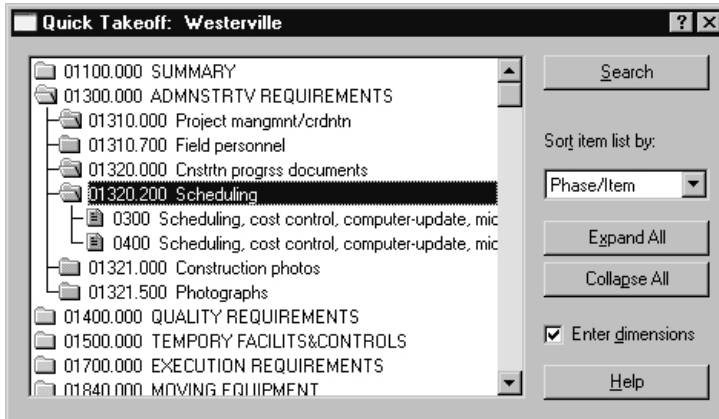 Quick Takeoff: Westerville
01100.000 SUMMARY
01300.000 ADMNSTRTV REQUIREMENTS
01310.000 Project mangmnt/crdntn
01310.700 Field personnel
01320.000 Cnstrtn progrss documents
01320.200 Scheduling
0300 Scheduling, cost control, computer-update, mic
0400 Scheduling, cost control, computer-update, mic
01321.000 Construction photos
01321.500 Photographs
01400.000 QUALITY REQUIREMENTS
01500.000 TEMPORY FACILITS&CONTROLS
01700.000 EXECUTION REQUIREMENTS
01840.000 MOVING EQUIPMENT
Search
Sort item list by:
Phase/Item
Expand All
Collapse All
Enter dimensions
Help